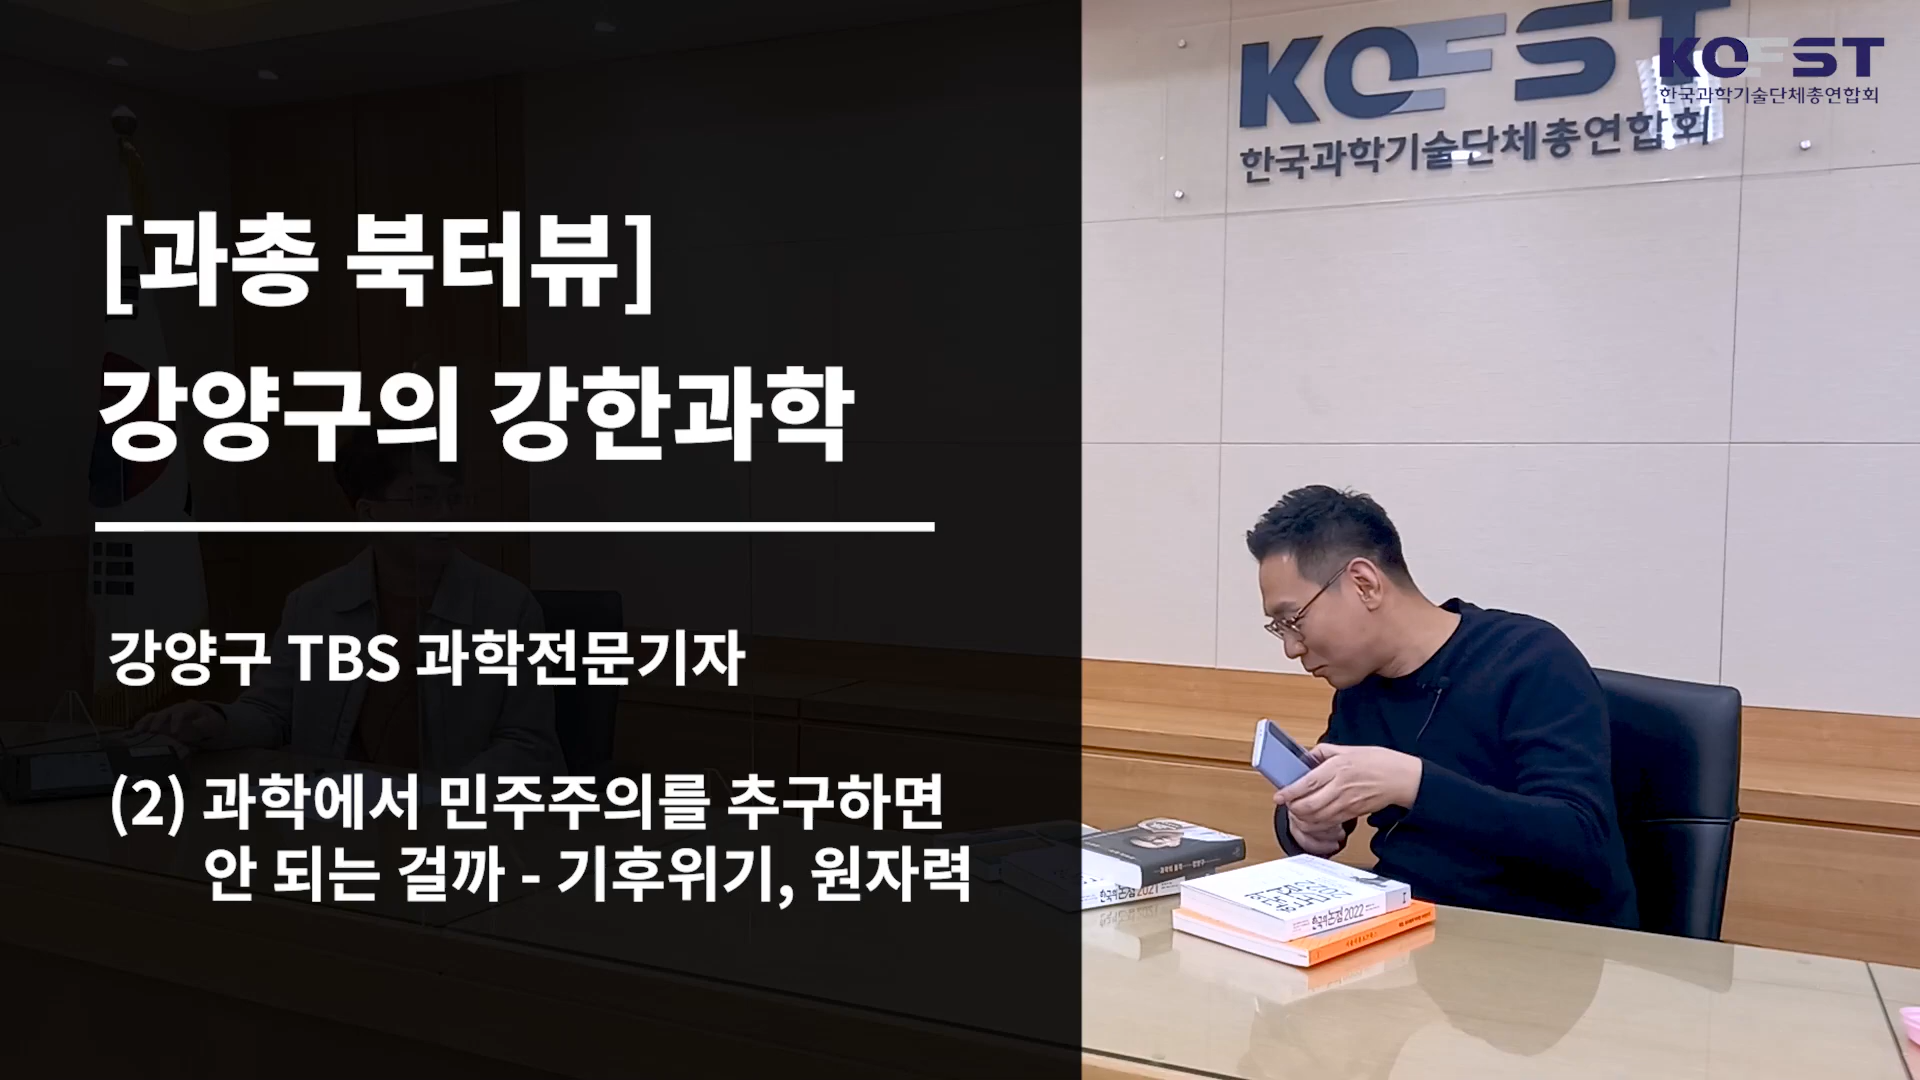 [과총 북터뷰]
강양구의 강한과학
강양구 TBS 과학전문기자
(2) 과학에서 민주주의를 추구하면
안 되는 걸까 - 기후위기, 원자력
KOFST
한국과학기술단체총연합회
KOFST
한국과학기술단체총연합회
한국의 논점 2021
한국의 논점 2022